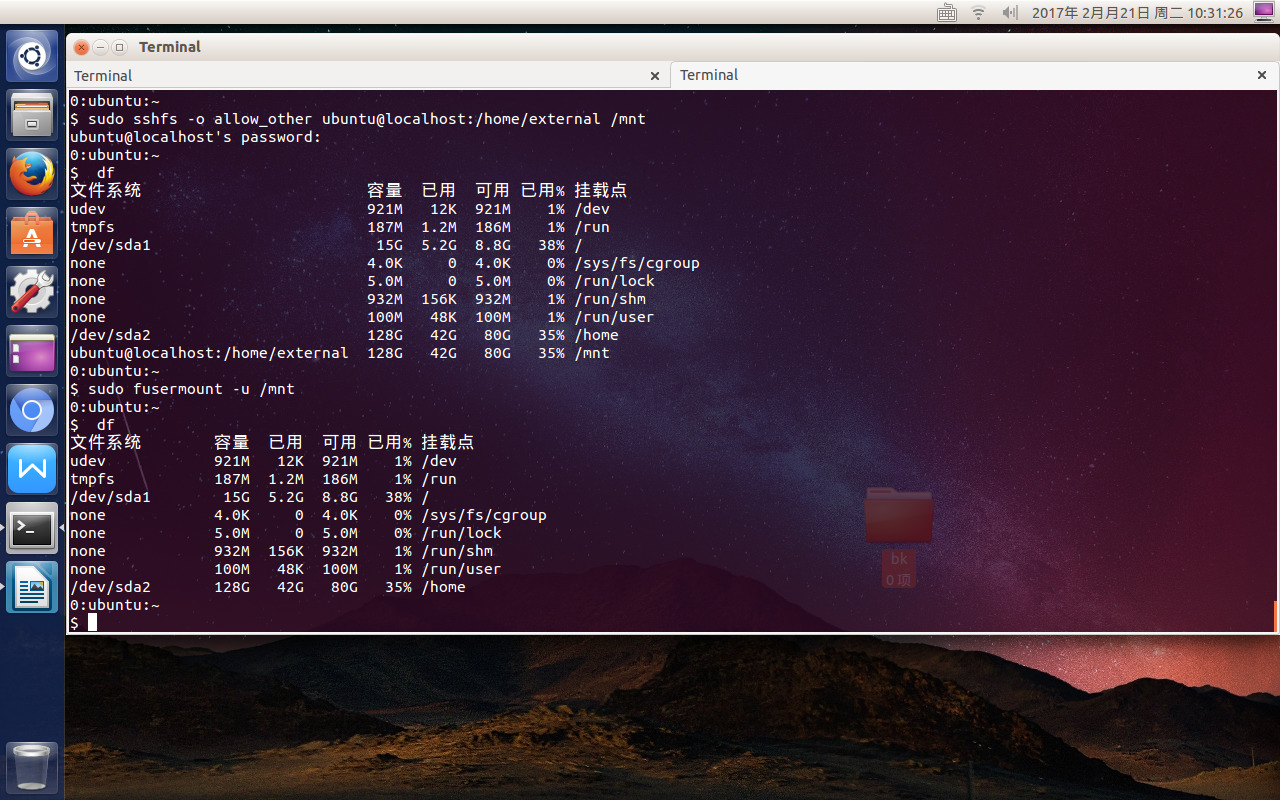 2017年 2月月21日 周二 10:31:26
Terminal
Terminal
Terminal
0:ubuntu:~
$ sudo sshfs -o allow_other ubuntu@localhost:/home/external /mnt
ubuntu@localhost's password:
0:ubuntu:~
$  df
文件系统                         容量  已用  可用 已用% 挂载点
udev                             921M   12K  921M    1% /dev
tmpfs                            187M  1.2M  186M    1% /run
/dev/sda1                         15G  5.2G  8.8G   38% /
none                             4.0K     0  4.0K    0% /sys/fs/cgroup
none                             5.0M     0  5.0M    0% /run/lock
none                             932M  156K  932M    1% /run/shm
none                             100M   48K  100M    1% /run/user
/dev/sda2                        128G   42G   80G   35% /home
ubuntu@localhost:/home/external  128G   42G   80G   35% /mnt
0:ubuntu:~
$ sudo fusermount -u /mnt
0:ubuntu:~
$  df
文件系统        容量  已用  可用 已用% 挂载点
udev            921M   12K  921M    1% /dev
tmpfs           187M  1.2M  186M    1% /run
/dev/sda1        15G  5.2G  8.8G   38% /
none            4.0K     0  4.0K    0% /sys/fs/cgroup
none            5.0M     0  5.0M    0% /run/lock
none            932M  156K  932M    1% /run/shm
none            100M   48K  100M    1% /run/user
/dev/sda2       128G   42G   80G   35% /home
0:ubuntu:~
$
bk
0 项